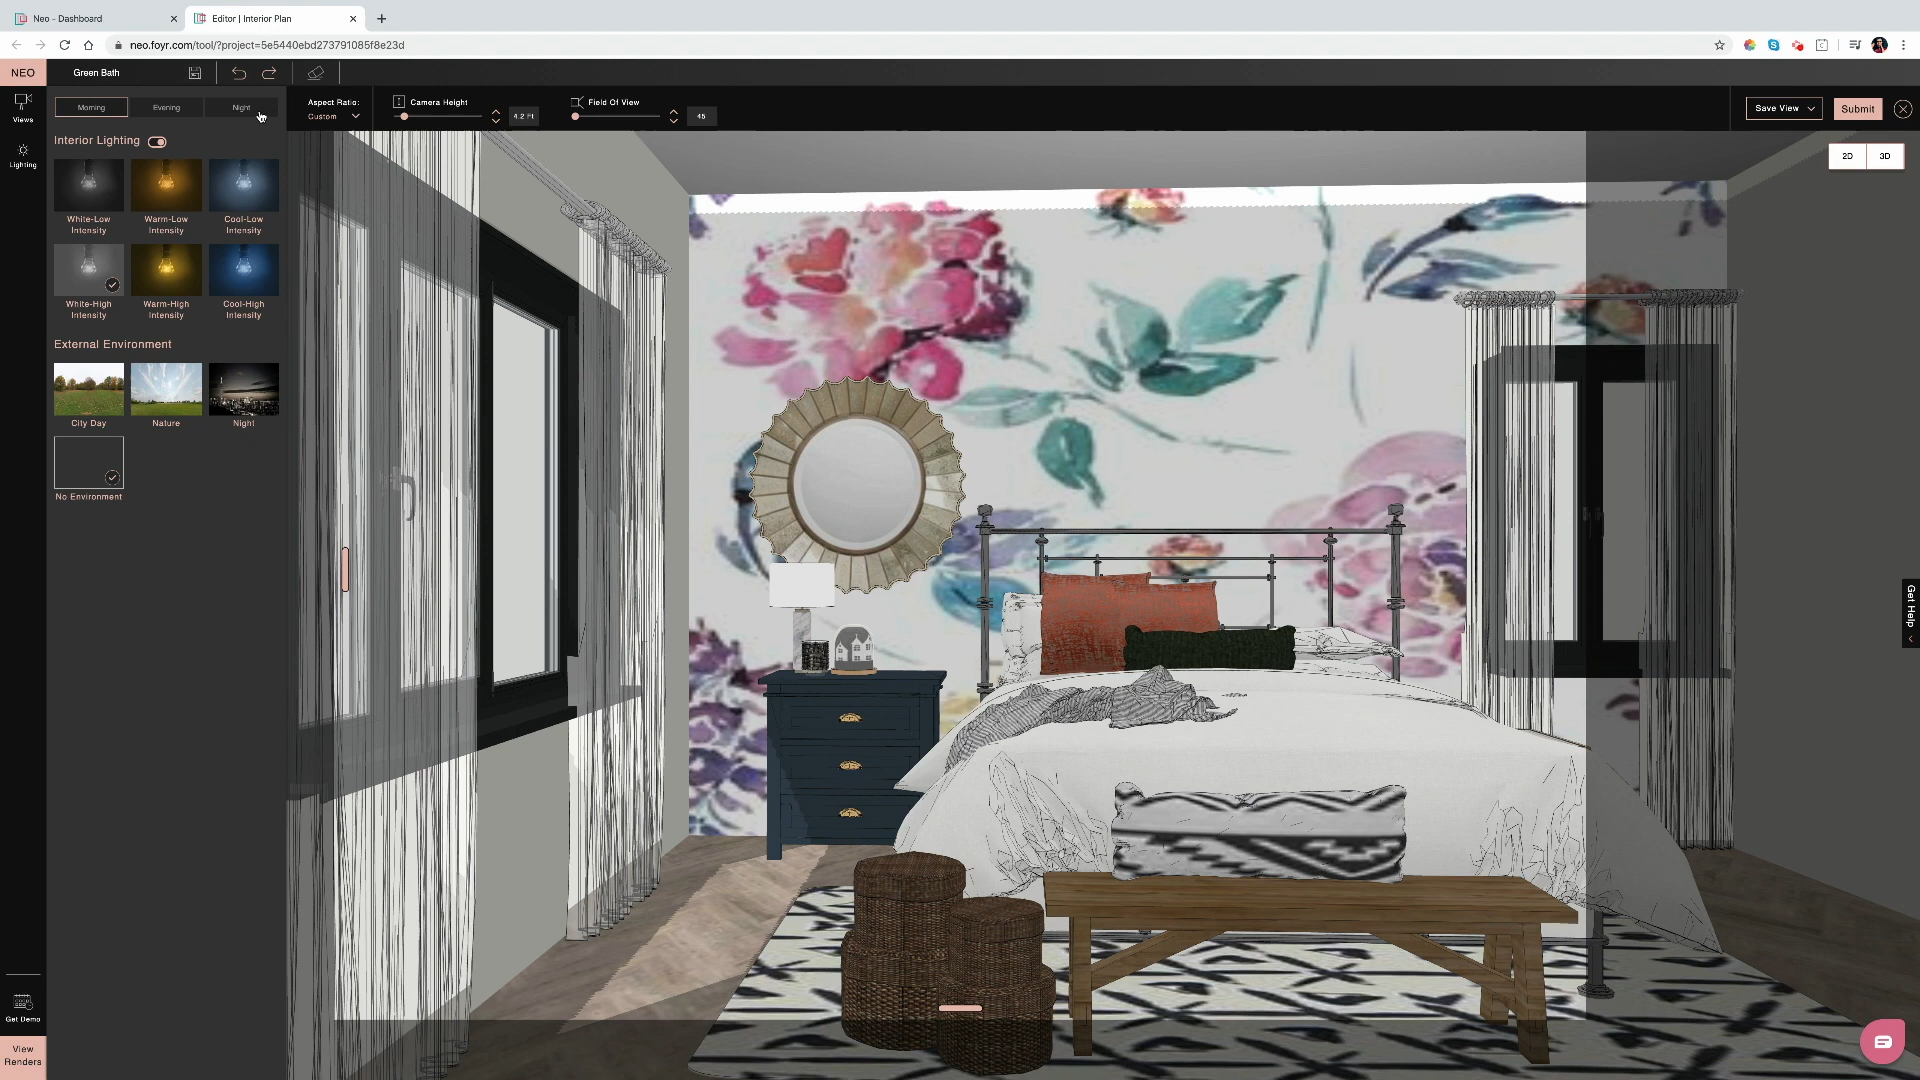 Neo - Dashboard
Editor | Interior Plan
neo.foyr.com/tool/?project=5e5440ebd273791085f8e23d
NEO
Green Bath
Views
Lighting
Morning
Evening
Night
Aspect Ratio:
Custom
Camera Height
4.2 Ft
Field Of View
45
Save View
Submit
2D
3D
Interior Lighting
White-Low
Intensity
Warm-Low
Intensity
Cool-Low
Intensity
White-High
Intensity
Warm-High
Intensity
Cool-High
Intensity
External Environment
City Day
Nature
Night
No Environment
Get Help
Get Demo
View
Renders